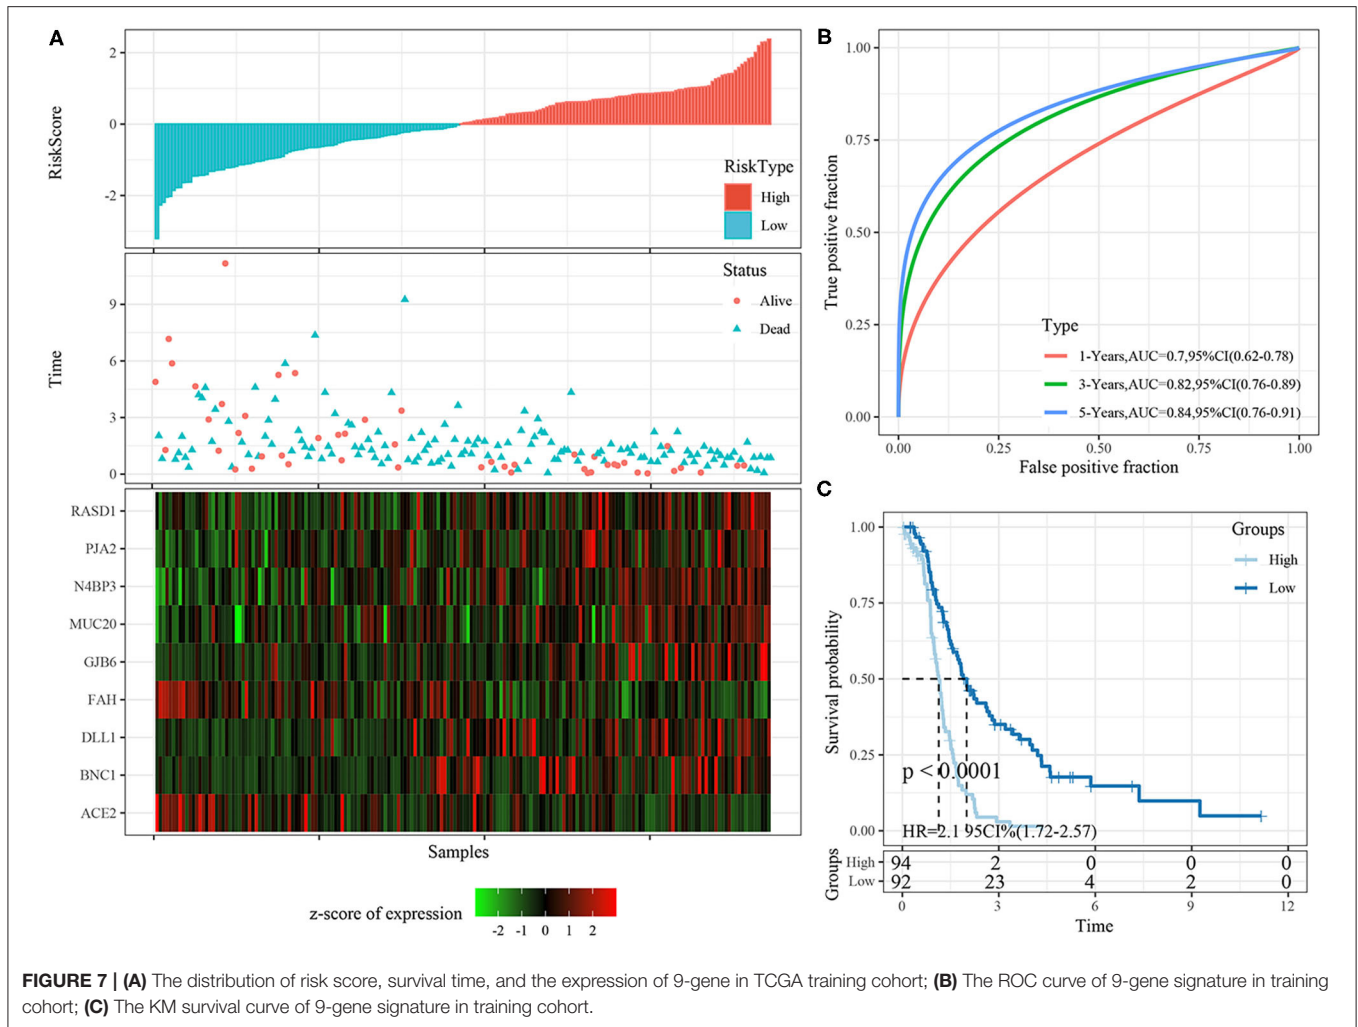 A
RiskScore
2
0
-2
RiskType
High
Low
Time
9
6
3
0
Status
Alive
Dead
RASD1
PJA2
N4BP3
MUC20
GJB6
FAH
DLL1
BNC1
ACE2
Samples
z-score of expression
-2 -1 0 1 2
B
True positive fraction
1.00
0.75
0.50
0.25
0.00
Type
1-Years,AUC=0.7,95%CI(0.62-0.78)
3-Years,AUC=0.82,95%CI(0.76-0.89)
5-Years,AUC=0.84,95%CI(0.76-0.91)
0.00 0.25 0.50 0.75 1.00
False positive fraction
C
Survival probability
1.00
0.75
0.50
0.25
0.00
Groups
High
Low
p < 0.0001
HR=2.1 95CI%(1.72-2.57)
Groups
High 94 2 0 0 0
Low 92 23 4 2 0
0 3 6 9 12
Time
FIGURE 7 | (A) The distribution of risk score, survival time, and the expression of 9-gene in TCGA training cohort; (B) The ROC curve of 9-gene signature in training
cohort; (C) The KM survival curve of 9-gene signature in training cohort.